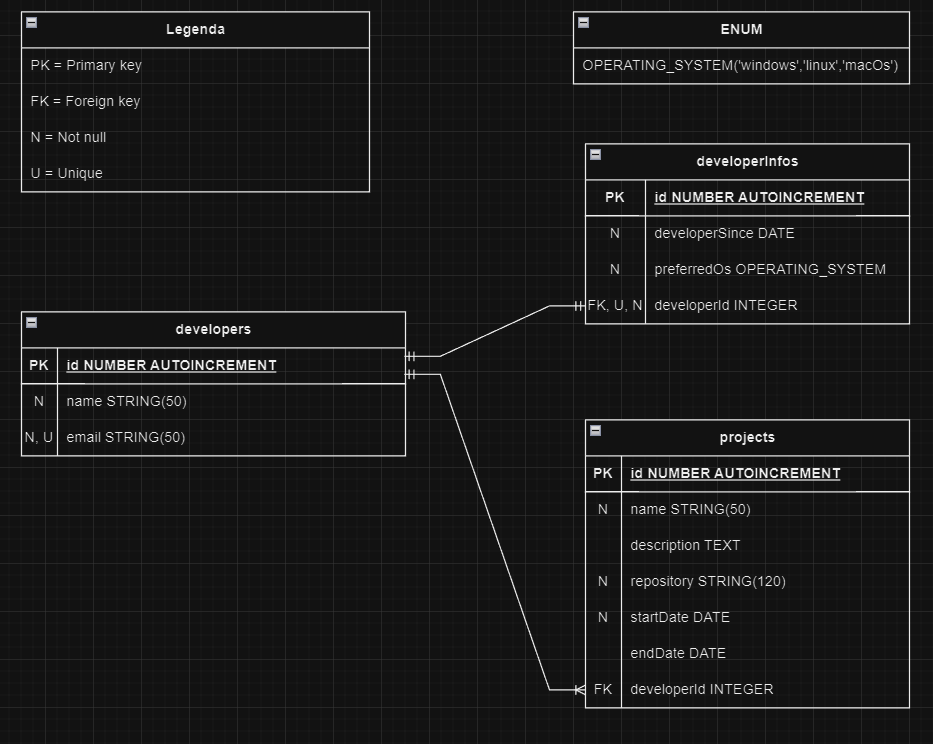 Legenda
PK = Primary key
FK = Foreign key
N = Not null
U = Unique
ENUM
OPERATING_SYSTEM('windows','linux','macOs')
developerInfos
PK id NUMBER AUTOINCREMENT
N developerSince DATE
N preferredOs OPERATING_SYSTEM
FK, U, N developerId INTEGER
developers
PK id NUMBER AUTOINCREMENT
N name STRING(50)
N, U email STRING(50)
projects
PK id NUMBER AUTOINCREMENT
N name STRING(50)
description TEXT
N repository STRING(120)
N startDate DATE
endDate DATE
FK developerId INTEGER